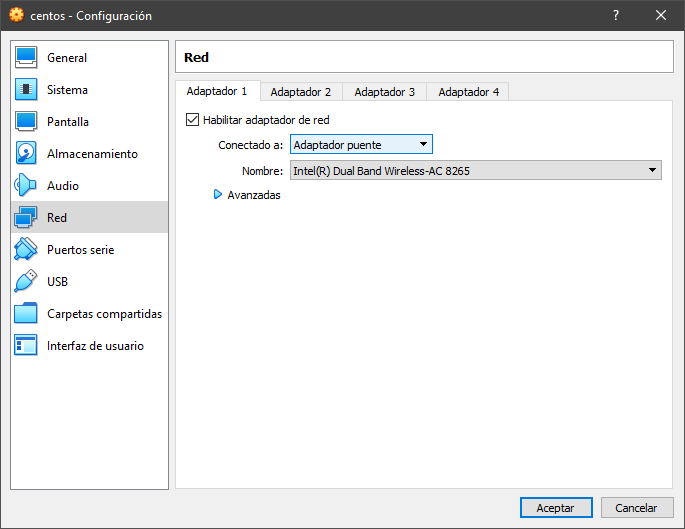 centos - Configuración
General
Sistema
Pantalla
Almacenamiento
Audio
Red
Puertos serie
USB
Carpetas compartidas
Interfaz de usuario
Red
Adaptador 1 Adaptador 2 Adaptador 3 Adaptador 4
Habilitar adaptador de red
Conectado a: Adaptador puente
Nombre: Intel(R) Dual Band Wireless-AC 8265
Avanzadas
Aceptar Cancelar